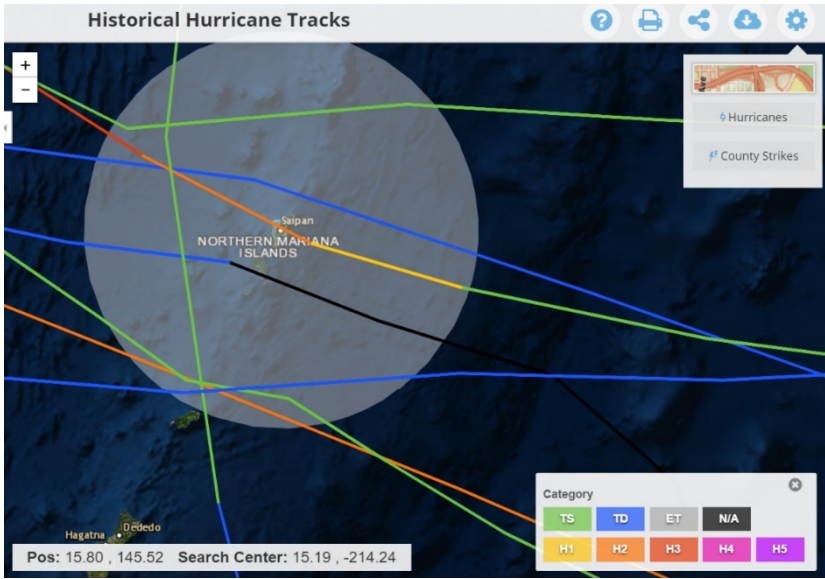 Historical Hurricane Tracks
?
+
−
Ave
Hurricanes
County Strikes
Saipan
NORTHERN MARIANA
ISLANDS
Category
TS TD ET N/A
H1 H2 H3 H4 H5
Dededo
Hagatna
Pos: 15.80 , 145.52 Search Center: 15.19 , -214.24